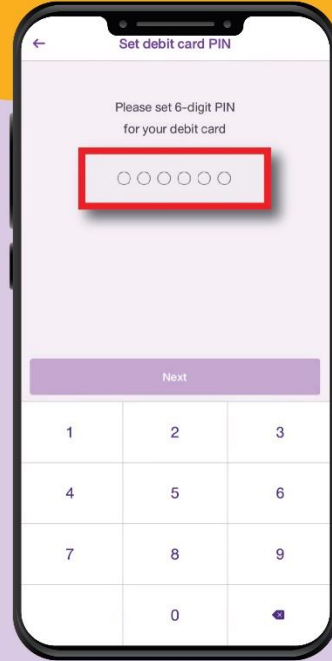 Set debit card PIN
Please set 6-digit PIN
for your debit card
Next
1 2 3
4 5 6
7 8 9
0